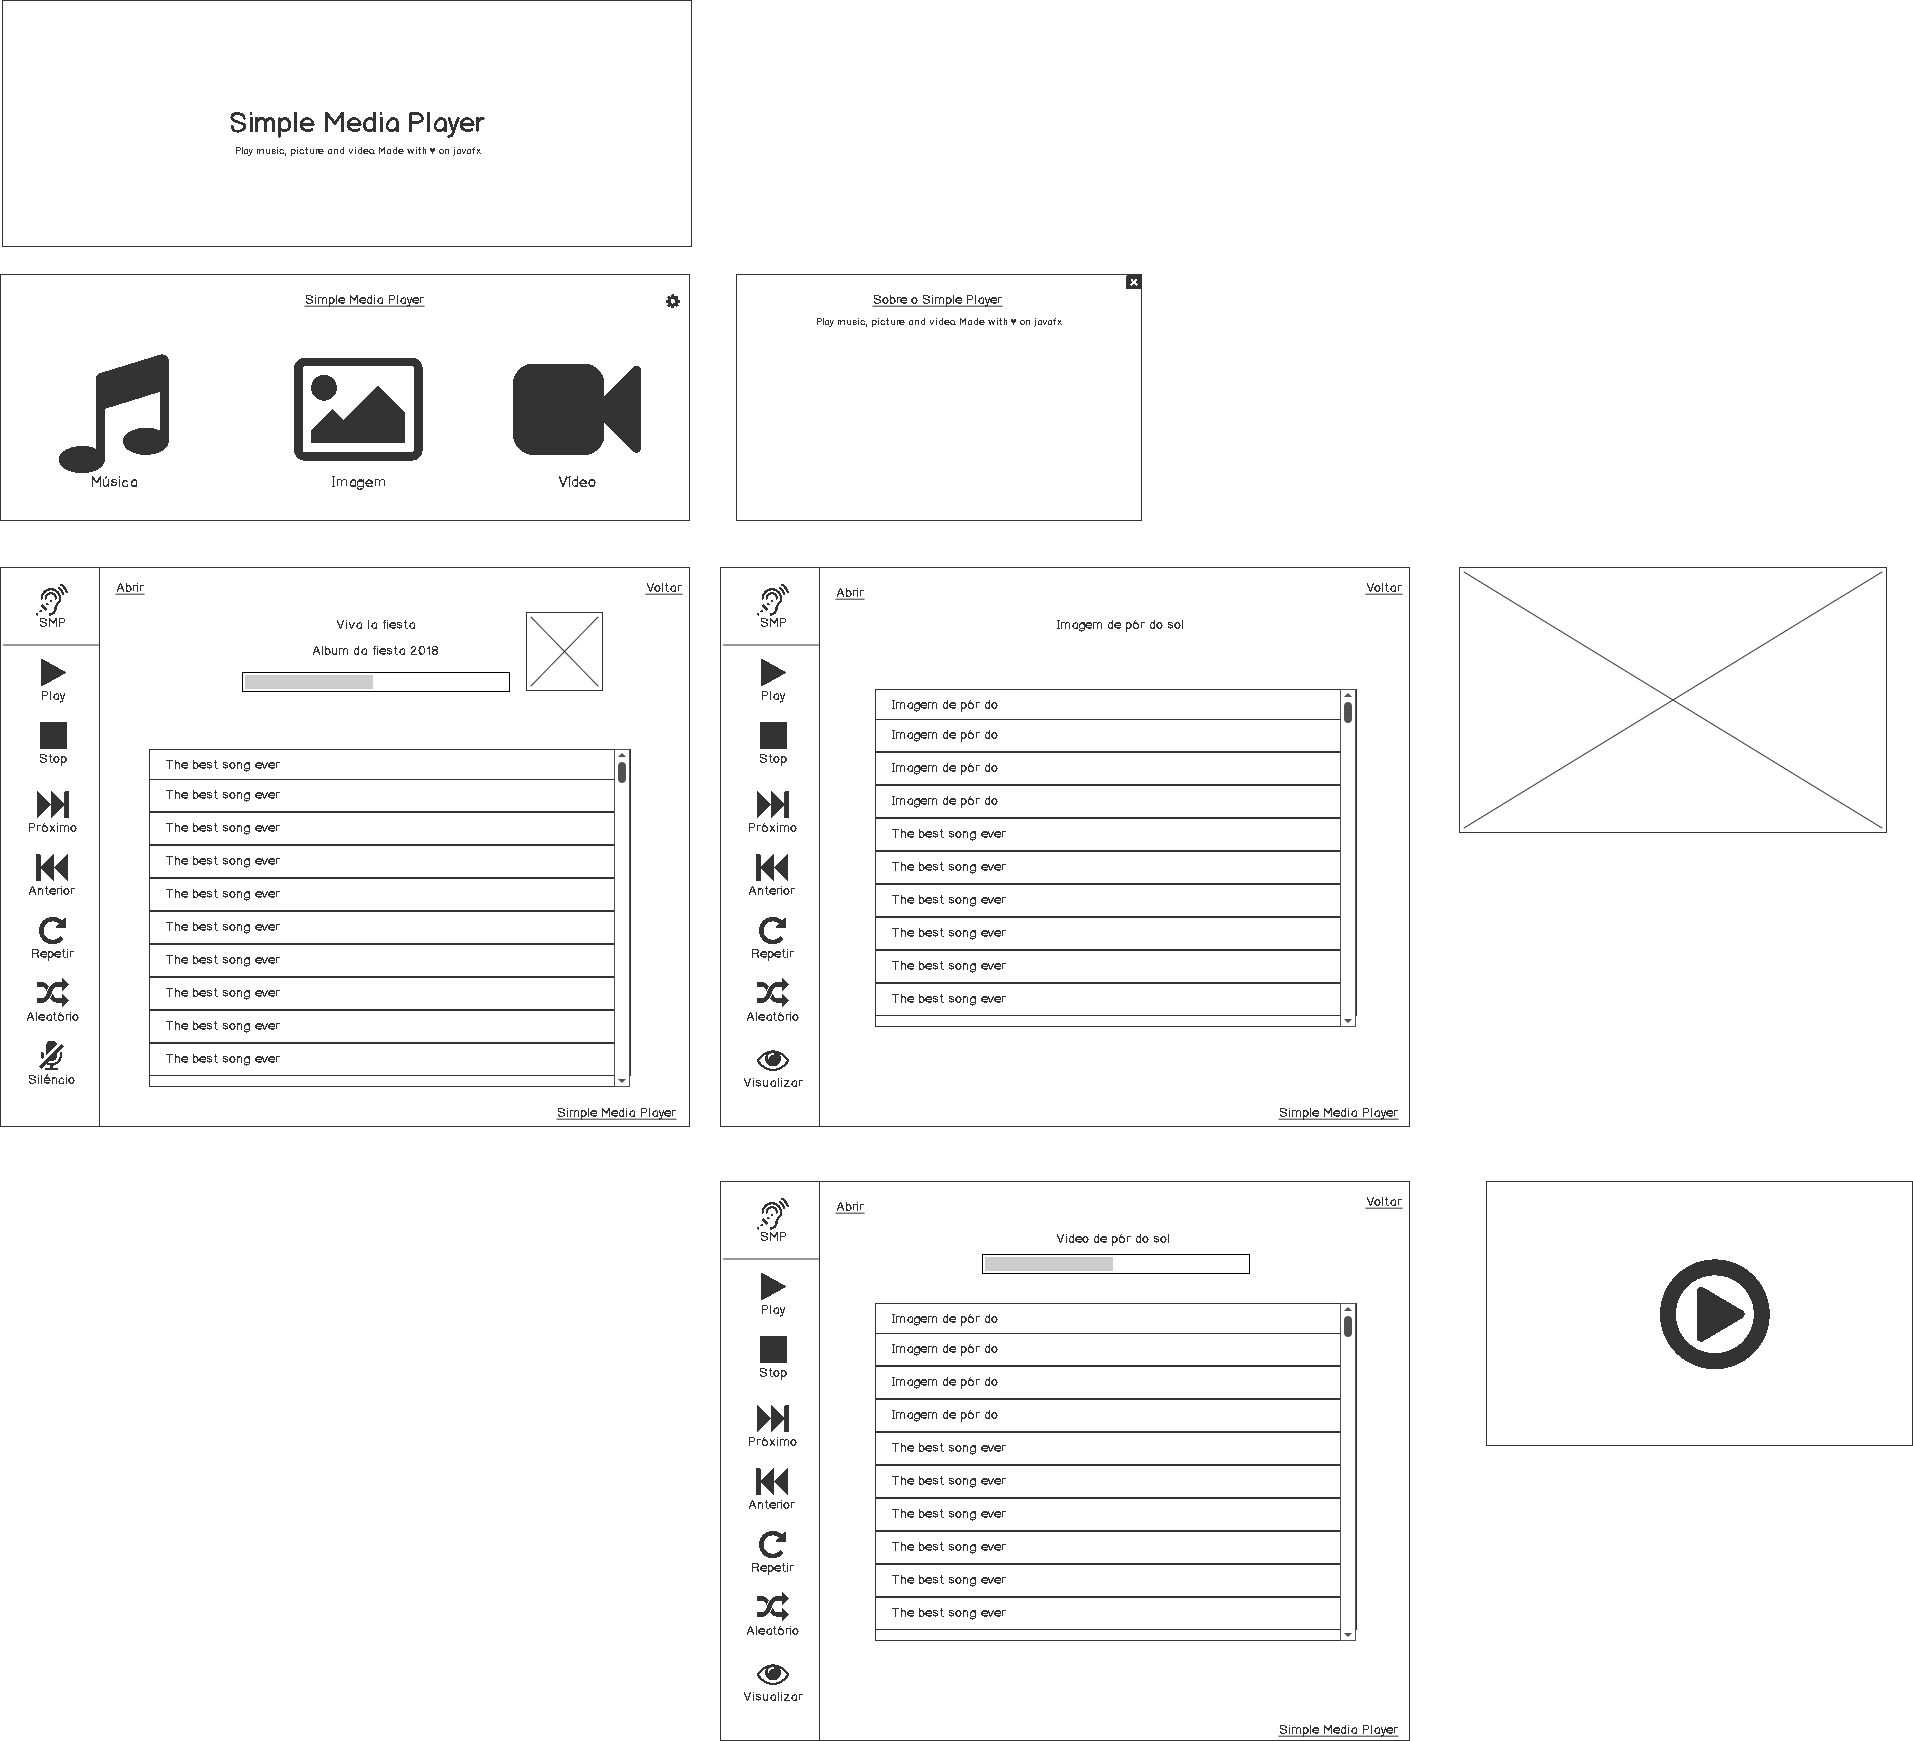 Simple Media Player
Play music, picture and video. Made with ♥ on javafx
Simple Media Player
Música
Imagem
Vídeo
Sobre o Simple Player
Play music, picture and video. Made with ♥ on javafx
SMP
Play
Stop
Próximo
Anterior
Repetir
Aleatório
Silêncio
Abrir
Voltar
Viva la fiesta
Album da fiesta 2018
The best song ever
The best song ever
The best song ever
The best song ever
The best song ever
The best song ever
The best song ever
The best song ever
The best song ever
The best song ever
Simple Media Player
SMP
Play
Stop
Próximo
Anterior
Repetir
Aleatório
Visualizar
Abrir
Voltar
Imagem de pôr do sol
Imagem de pôr do
Imagem de pôr do
Imagem de pôr do
Imagem de pôr do
The best song ever
The best song ever
The best song ever
The best song ever
The best song ever
The best song ever
Simple Media Player
SMP
Play
Stop
Próximo
Anterior
Repetir
Aleatório
Visualizar
Abrir
Voltar
Video de pôr do sol
Imagem de pôr do
Imagem de pôr do
Imagem de pôr do
Imagem de pôr do
The best song ever
The best song ever
The best song ever
The best song ever
The best song ever
The best song ever
Simple Media Player